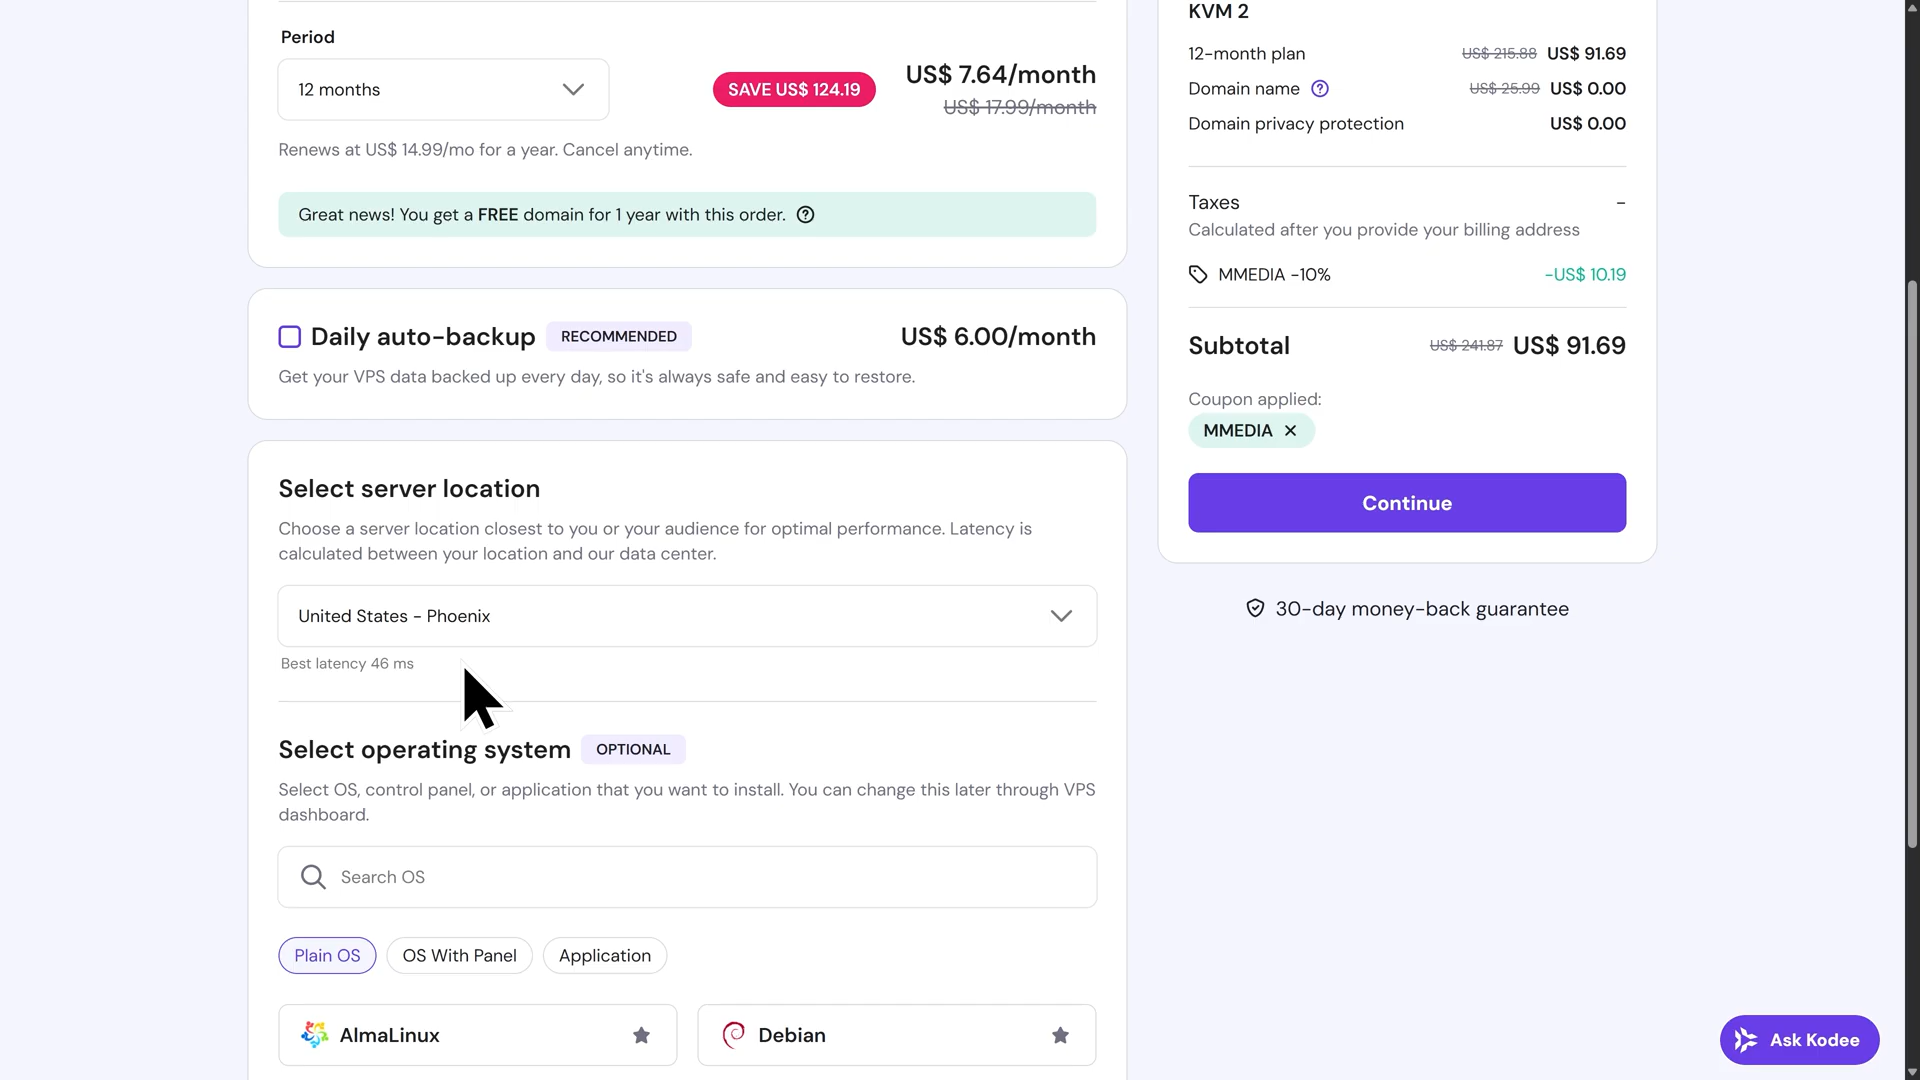 Period
12 months
SAVE US$ 124.19
US$ 7.64/month
US$ 17.99/month
Renews at US$ 14.99/mo for a year. Cancel anytime.
Great news! You get a FREE domain for 1 year with this order.
Daily auto-backup RECOMMENDED US$ 6.00/month
Get your VPS data backed up every day, so it's always safe and easy to restore.
Select server location
Choose a server location closest to you or your audience for optimal performance. Latency is
calculated between your location and our data center.
United States - Phoenix
Best latency 46 ms
Select operating system OPTIONAL
Select OS, control panel, or application that you want to install. You can change this later through VPS
dashboard.
Search OS
Plain OS OS With Panel Application
AlmaLinux Debian
KVM 2
12-month plan US$ 215.88 US$ 91.69
Domain name US$ 25.99 US$ 0.00
Domain privacy protection US$ 0.00
Taxes -
Calculated after you provide your billing address
MMEDIA -10% -US$ 10.19
Subtotal US$ 241.87 US$ 91.69
Coupon applied:
MMEDIA
Continue
30-day money-back guarantee
Ask Kodee